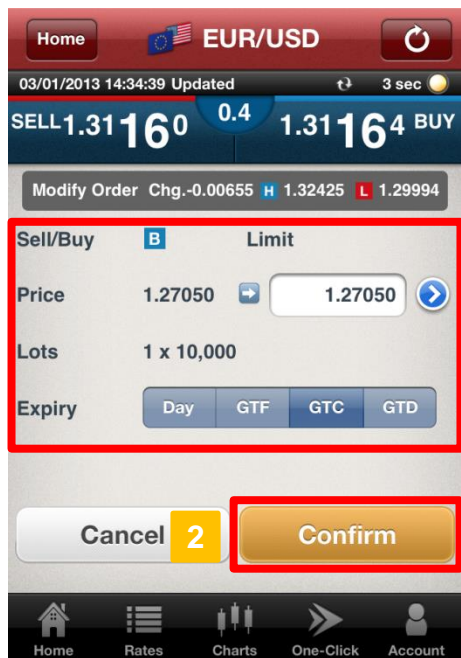 Home EUR/USD
03/01/2013 14:34:39 Updated 3 sec
SELL 1.31160 0.4 1.31164 BUY
Modify Order Chg.-0.00655 H 1.32425 L 1.29994
Sell/Buy B Limit
Price 1.27050 1.27050
Lots 1 x 10,000
Expiry Day GTF GTC GTD
Cancel 2 Confirm
Home Rates Charts One-Click Account